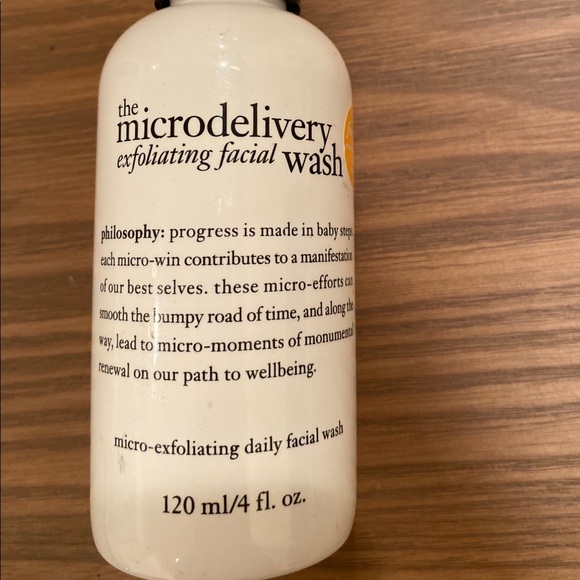 the
microdelivery
exfoliating facial wash
philosophy: progress is made in baby steps.
each micro-win contributes to a manifestation
of our best selves. these micro-efforts can
smooth the bumpy road of time, and along the
way, lead to micro-moments of monumental
renewal on our path to wellbeing.
micro-exfoliating daily facial wash
120 ml/4 fl. oz.